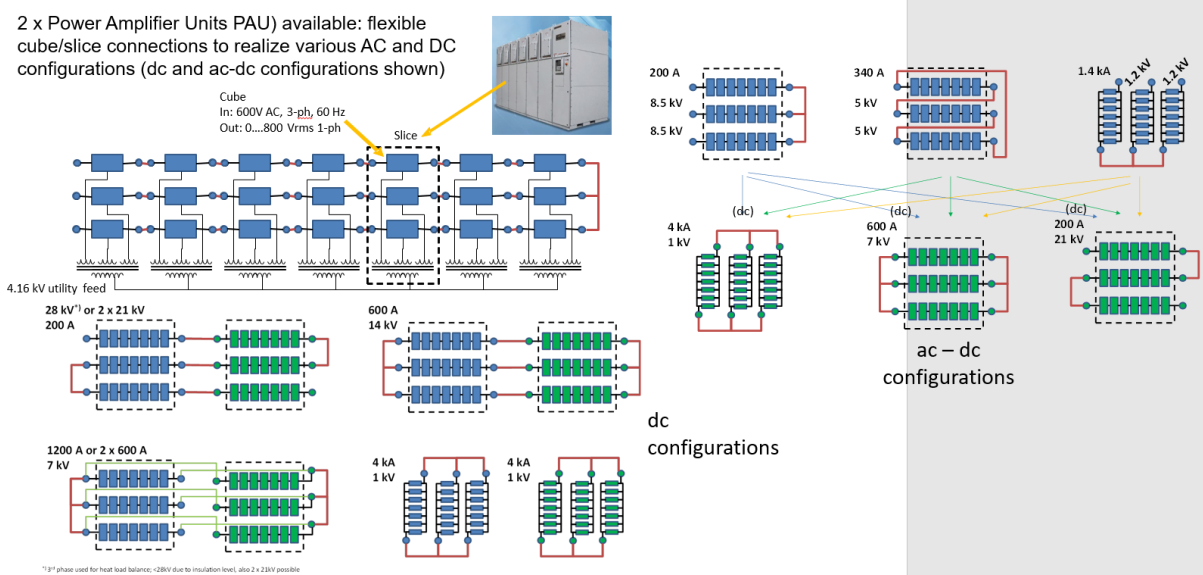 2 x Power Amplifier Units PAU) available: flexible
cube/slice connections to realize various AC and DC
configurations (dc and ac-dc configurations shown)
Cube
In: 600V AC, 3-ph, 60 Hz
Out: 0....800 Vrms 1-ph
Slice
4.16 kV utility feed
28 kV*) or 2 x 21 kV
200 A
600 A
14 kV
1200 A or 2 x 600 A
7 kV
4 kA
1 kV
4 kA
1 kV
*) 3rd phase used for heat load balance; <28kV due to insulation level, also 2 x 21kV possible
dc
configurations
200 A
8.5 kV
8.5 kV
340 A
5 kV
5 kV
1.4 kA
1.2 kV
1.2 kV
(dc)
4 kA
1 kV
(dc)
600 A
7 kV
(dc)
200 A
21 kV
ac – dc
configurations